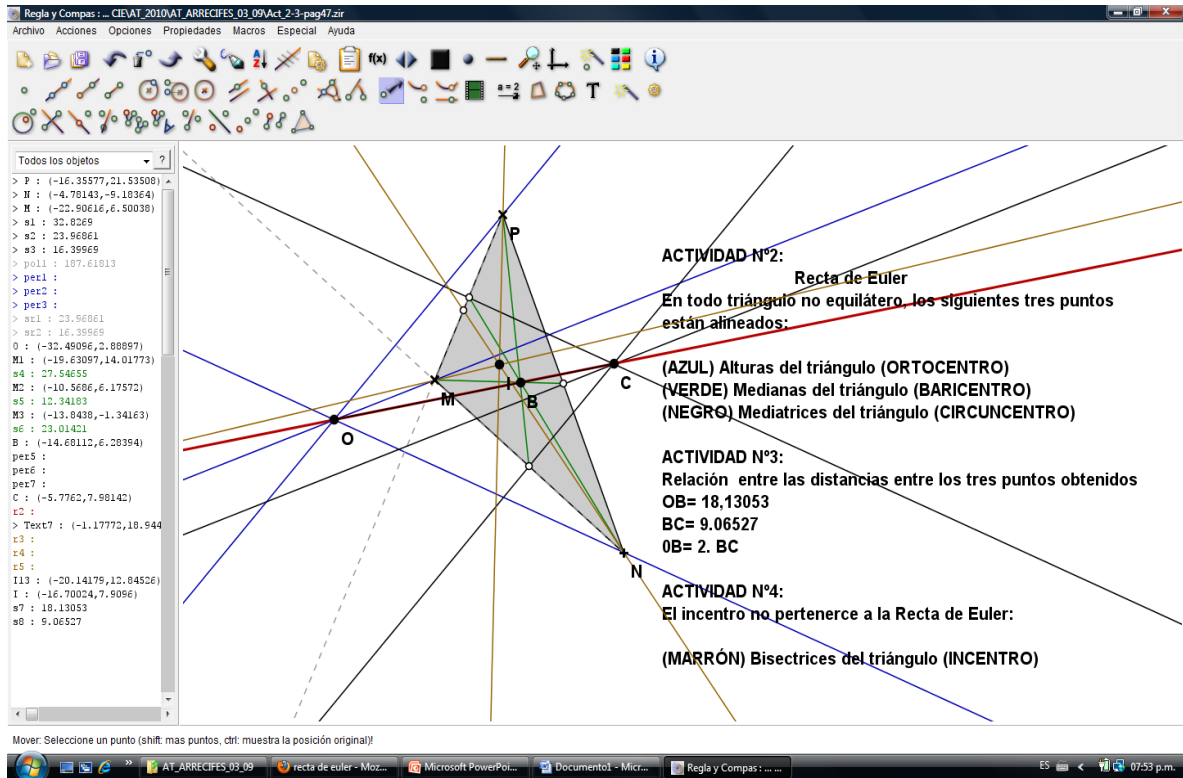 Regla y Compas : ... CIE\AT_2010\AT_ARRECIFES_03_09\Act_2-3-pag47.zir
Archivo Acciones Opciones Propiedades Macros Especial Ayuda
f(x)
a = 2
T
Todos los objetos
?
> P : (-16.35577,21.53508)
> N : (-4.78143,-9.18364)
> M : (-22.90616,6.50038)
> s1 : 32.8269
> s2 : 23.96861
> s3 : 16.39969
> pol1 : 187.61813
> per1 :
> per2 :
> per3 :
> sr1 : 23.96861
> sr2 : 16.39969
O : (-32.49096,2.88897)
M1 : (-19.63097,14.01773)
s4 : 27.54655
M2 : (-10.5686,6.17572)
s5 : 12.34183
M3 : (-13.8438,-1.34163)
s6 : 23.01421
B : (-14.68112,6.28394)
per5 :
per6 :
per7 :
C : (-5.7762,7.98142)
r2 :
> Text7 : (-1.17772,18.944
r3 :
r4 :
r5 :
I13 : (-20.14179,12.84526)
I : (-16.70024,7.9096)
s7 : 18.13053
s8 : 9.06527
P
I
C
M
B
O
N
ACTIVIDAD Nº2:
Recta de Euler
En todo triángulo no equilátero, los siguientes tres puntos
están alineados:
(AZUL) Alturas del triángulo (ORTOCENTRO)
(VERDE) Medianas del triángulo (BARICENTRO)
(NEGRO) Mediatrices del triángulo (CIRCUNCENTRO)
ACTIVIDAD Nº3:
Relación entre las distancias entre los tres puntos obtenidos
OB= 18,13053
BC= 9.06527
0B= 2. BC
ACTIVIDAD Nº4:
El incentro no pertenerce a la Recta de Euler:
(MARRÓN) Bisectrices del triángulo (INCENTRO)
Mover: Seleccione un punto (shift: mas puntos, ctrl: muestra la posición original)!
AT_ARRECIFES_03_09
recta de euler - Moz...
Microsoft PowerPoi...
Documento1 - Micr...
Regla y Compas : ... ...
ES
07:53 p.m.